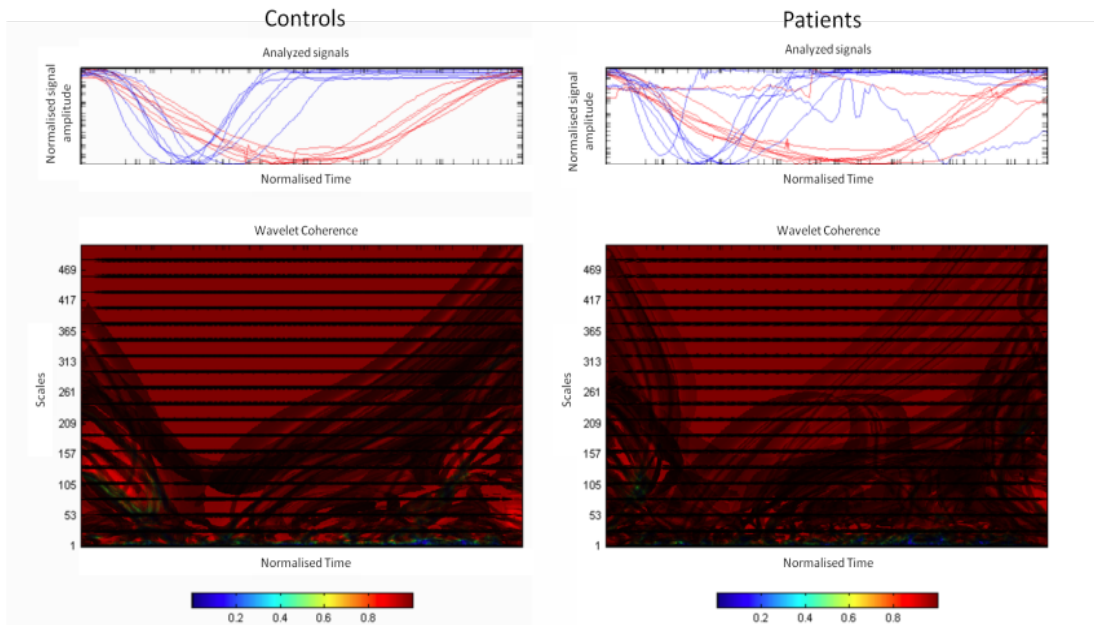 Controls
Analyzed signals
Normalised signal
amplitude
Normalised Time
Wavelet Coherence
469
417
365
313
261
209
157
105
53
1
Scales
Normalised Time
0.2 0.4 0.6 0.8
Patients
Analyzed signals
Normalised signal
amplitude
Normalised Time
Wavelet Coherence
469
417
365
313
261
209
157
105
53
1
Scales
Normalised Time
0.2 0.4 0.6 0.8